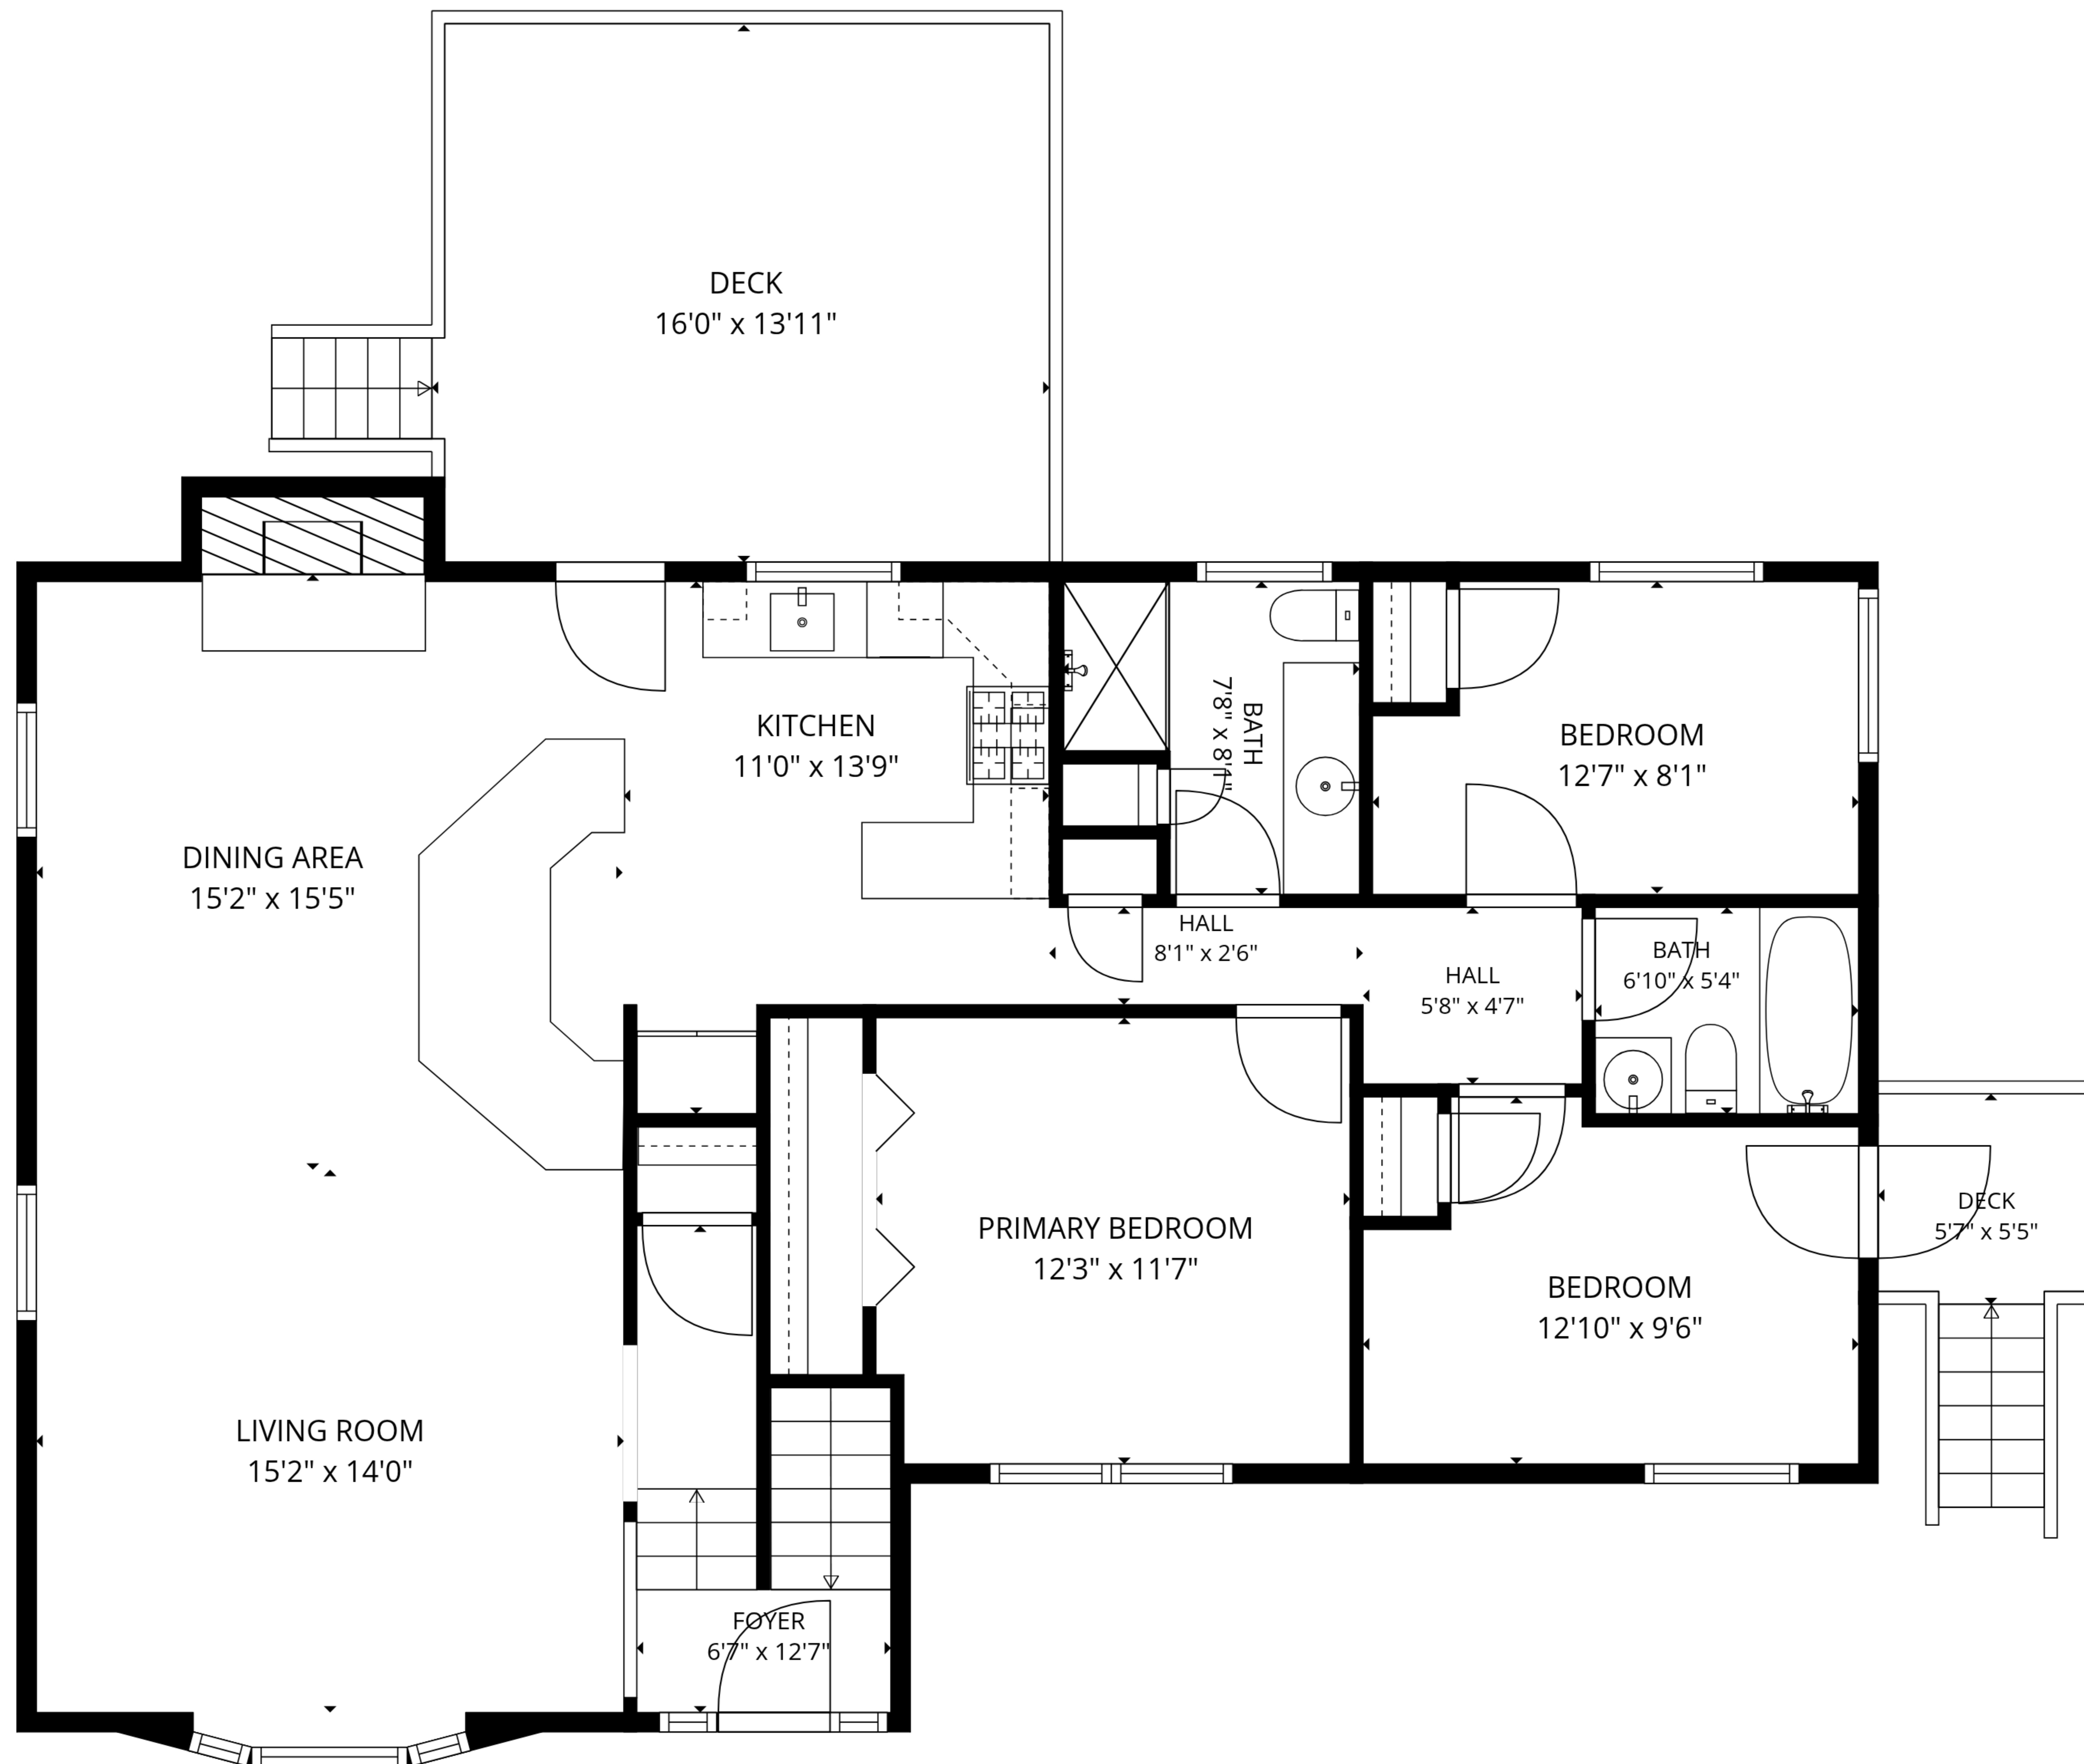 DECK
16'0" x 13'11"
KITCHEN
11'0" x 13'9"
BATH
7'8" x 8'1"
BEDROOM
12'7" x 8'1"
DINING AREA
15'2" x 15'5"
HALL
8'1" x 2'6"
HALL
5'8" x 4'7"
BATH
6'10" x 5'4"
DECK
5'7" x 5'5"
PRIMARY BEDROOM
12'3" x 11'7"
BEDROOM
12'10" x 9'6"
LIVING ROOM
15'2" x 14'0"
FOYER
6'7" x 12'7"